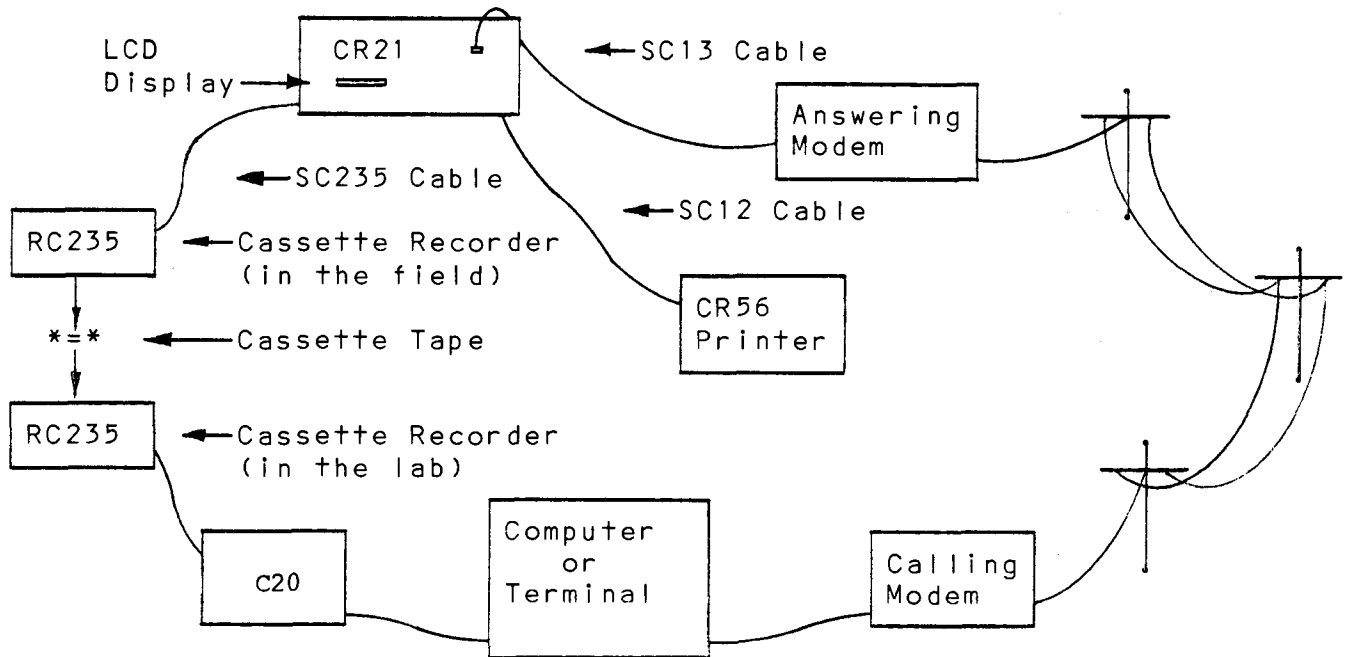 LCD
Display
CR21
SC13 Cable
Answering
Modem
SC235 Cable
SC12 Cable
RC235
Cassette Recorder
(in the field)
CR56
Printer
*=*
Cassette Tape
RC235
Cassette Recorder
(in the lab)
C20
Computer
or
Terminal
Calling
Modem